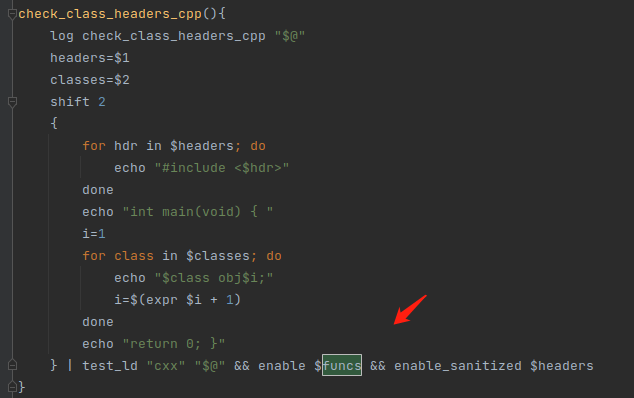 check_class_headers_cpp(){
    log check_class_headers_cpp "$@"
    headers=$1
    classes=$2
    shift 2
    {
        for hdr in $headers; do
            echo "#include <$hdr>"
        done
        echo "int main(void) { "
        i=1
        for class in $classes; do
            echo "$class obj$i;"
            i=$(expr $i + 1)
        done
        echo "return 0; }"
    } | test_ld "cxx" "$@" && enable $funcs && enable_sanitized $headers
}